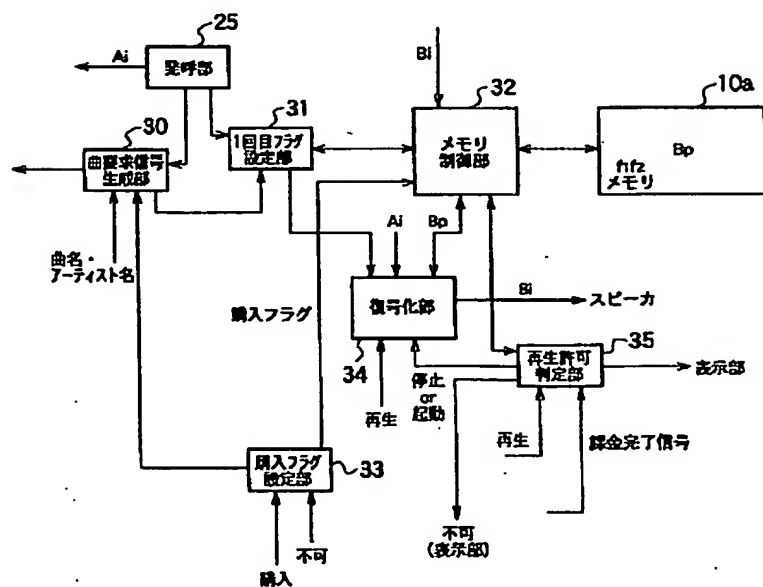 25
Ai
発呼部
30
曲要求信号
生成部
31
1回目フラグ
設定部
Bi
32
メモリ
制御部
10a
Bp
f1f2
メモリ
曲名・
アーティスト名
購入フラグ
Ai
Bp
復号化部
34
Bi
スピーカ
再生
停止
or
起動
35
再生許可
判定部
表示部
再生
課金完了信号
購入フラグ
設定部
33
購入
不可
不可
(表示部)